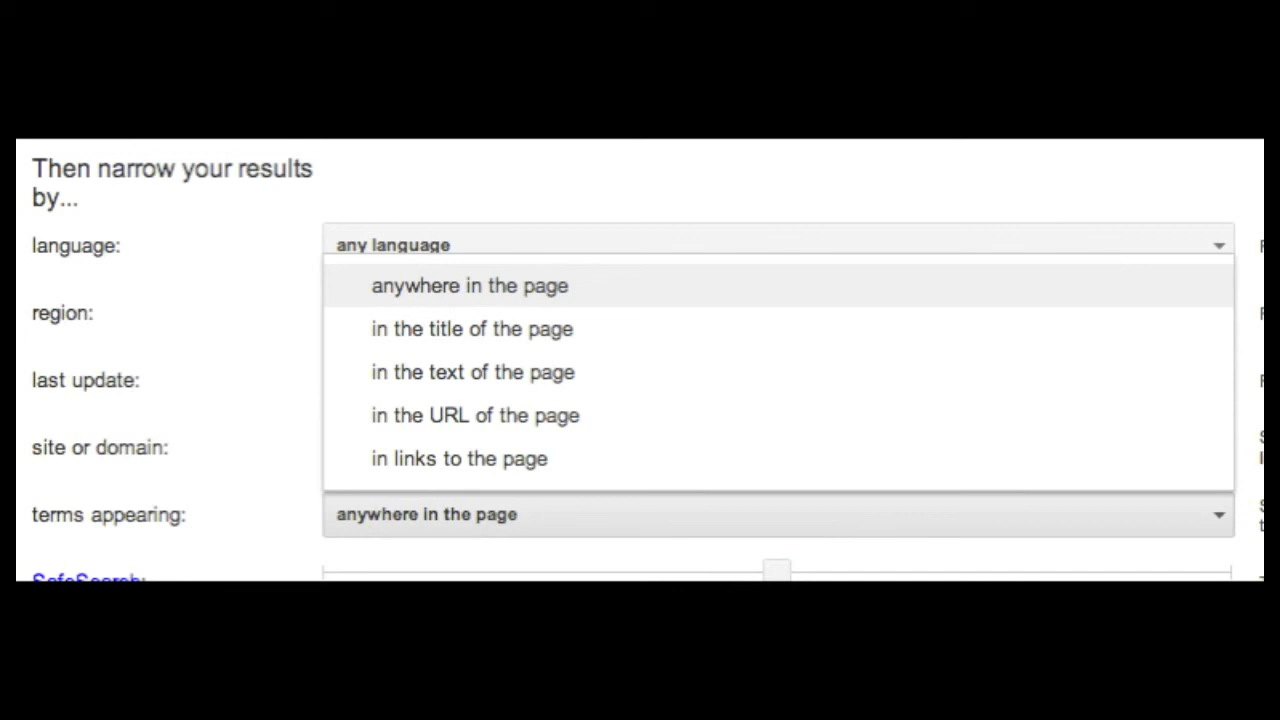 Then narrow your results
by...
language:
any language
anywhere in the page
region:
in the title of the page
in the text of the page
last update:
in the URL of the page
site or domain:
in links to the page
terms appearing:
anywhere in the page
SafeSearch: